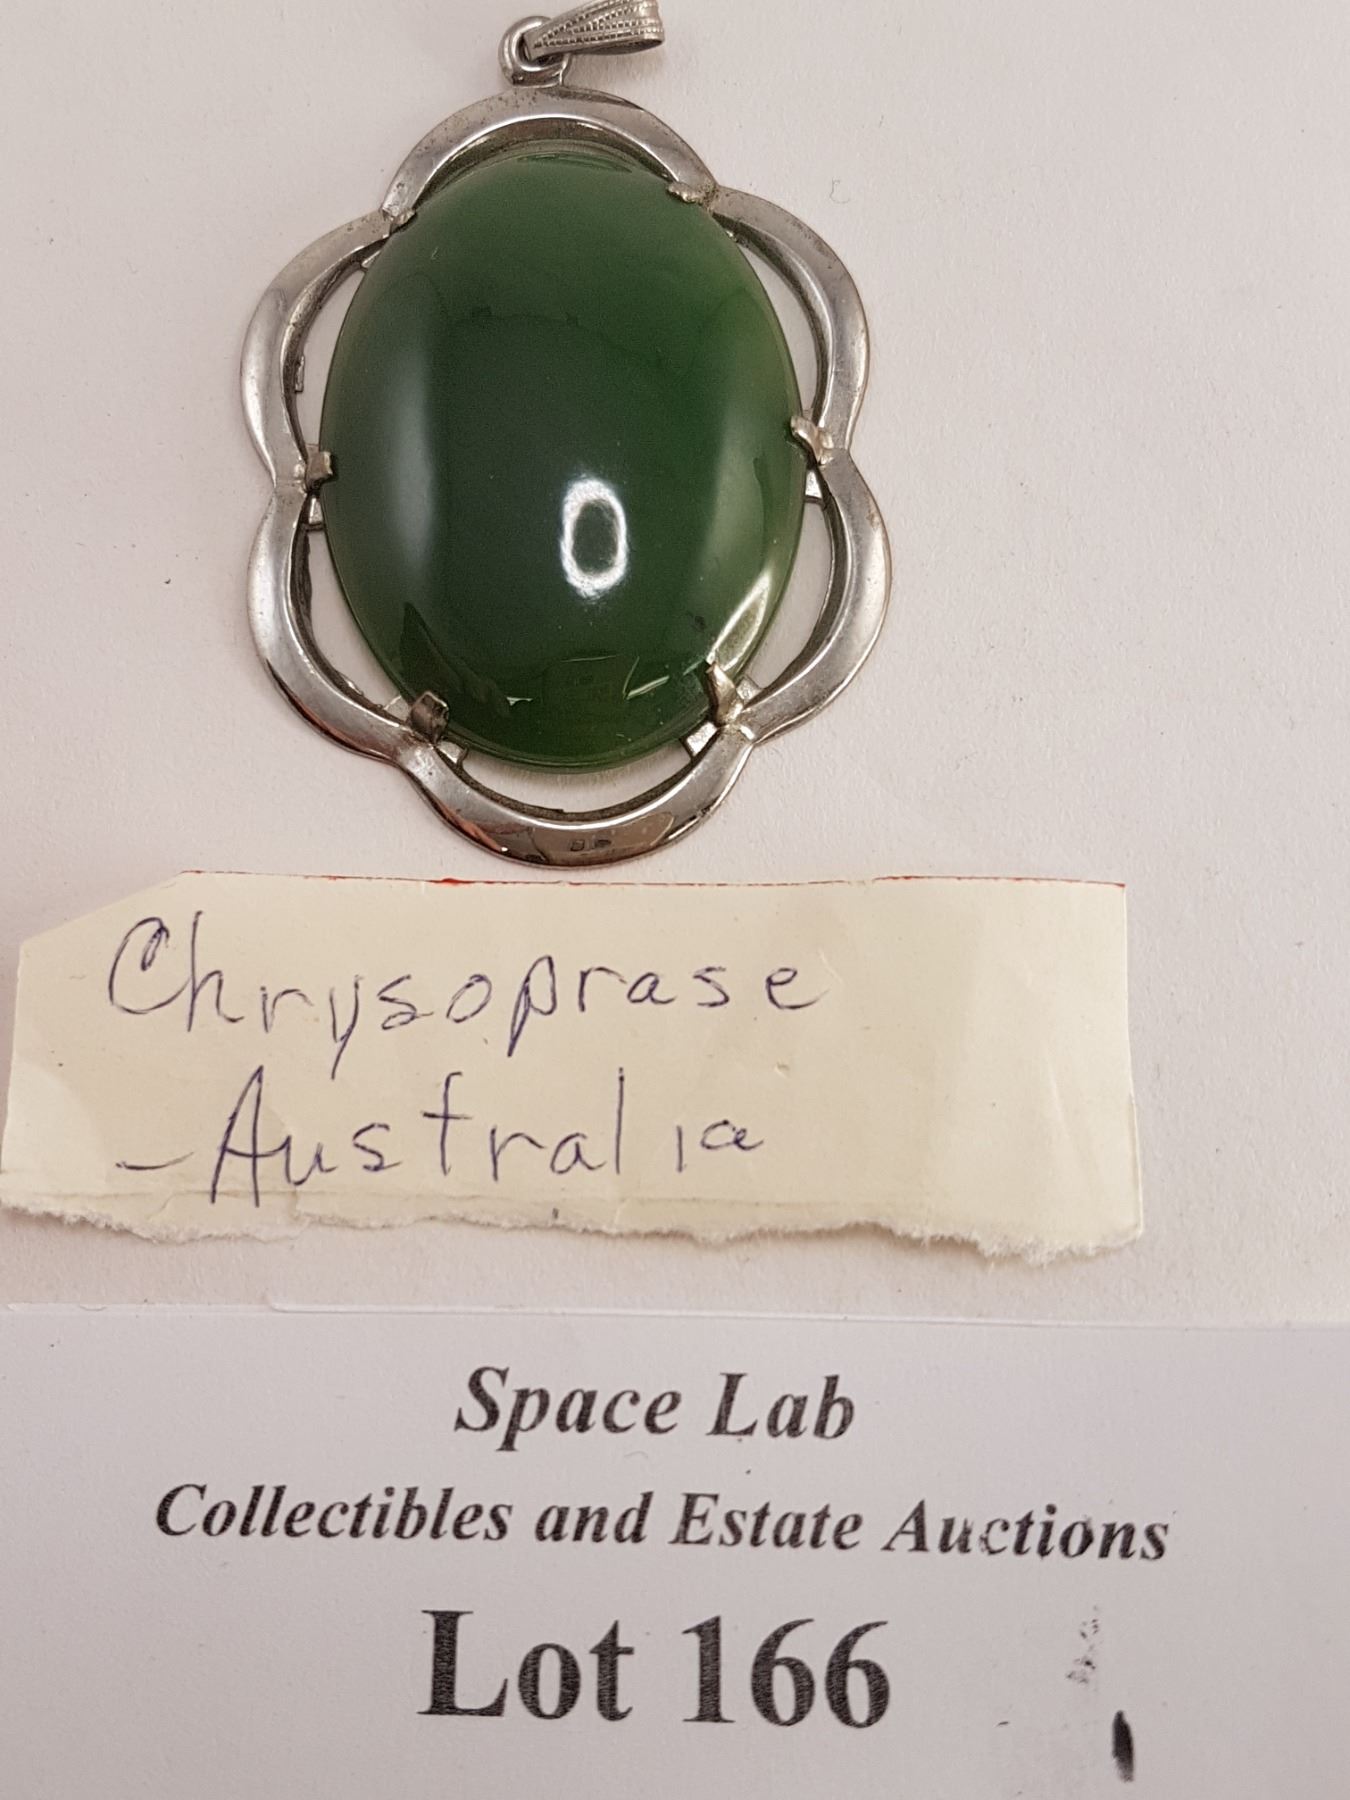 Chrysoprase
- Australia
Space Lab
Collectibles and Estate Auctions
Lot 166